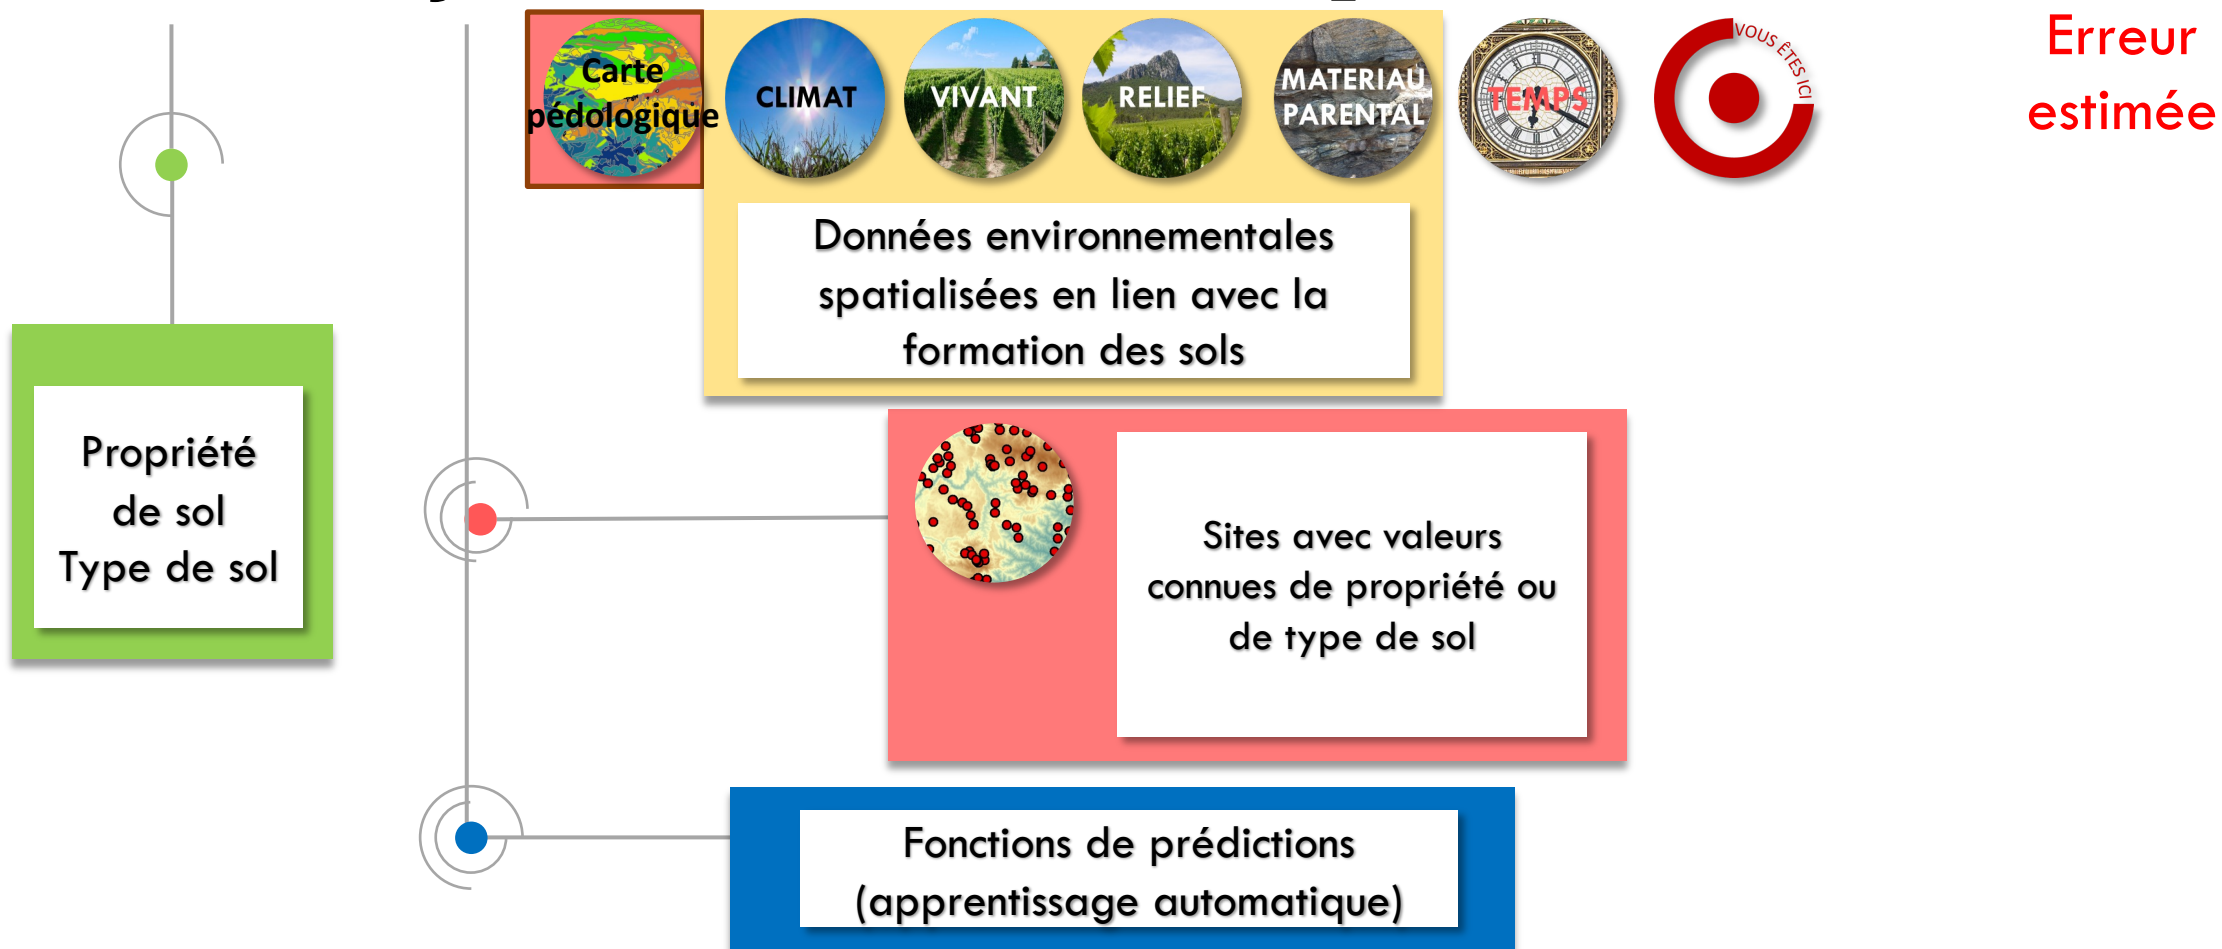 Carte
pédologique
CLIMAT
VIVANT
RELIEF
MATERIAU
PARENTAL
TEMPS
VOUS ÊTES ICI
Erreur
estimée
Données environnementales
spatialisées en lien avec la
formation des sols
Propriété
de sol
Type de sol
Sites avec valeurs
connues de propriété ou
de type de sol
Fonctions de prédictions
(apprentissage automatique)